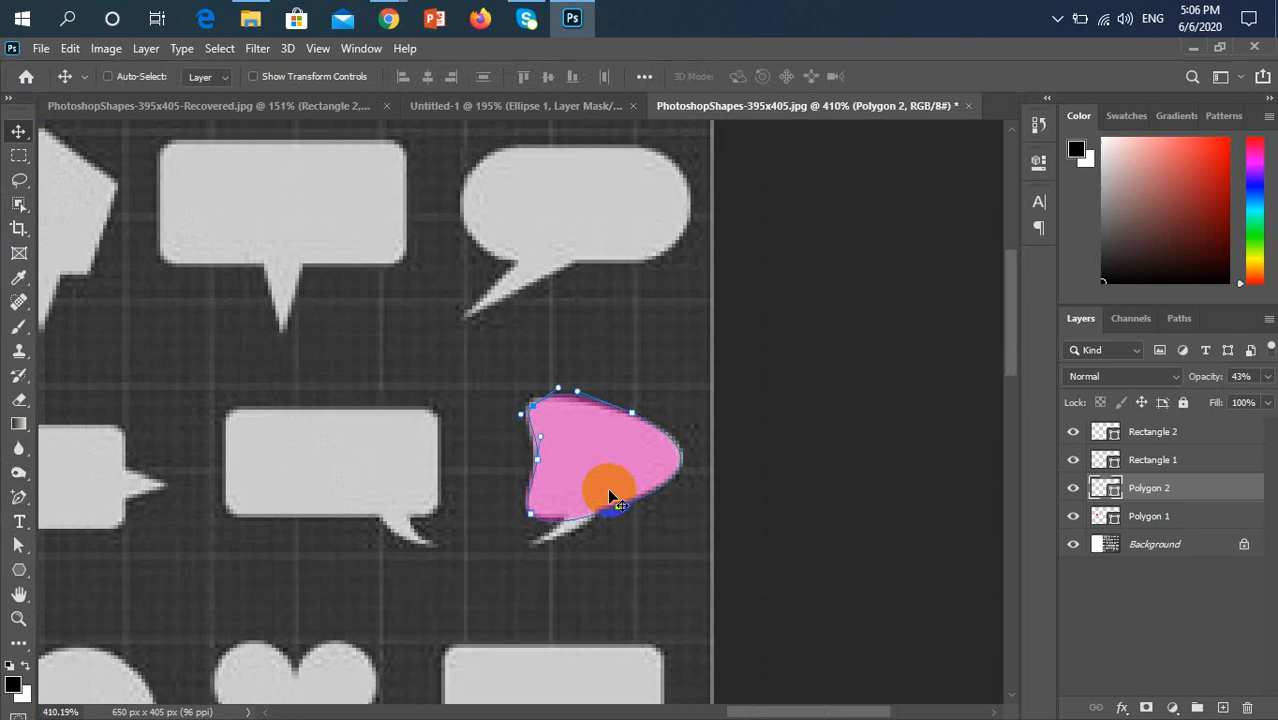 5:06 PM
ENG
6/6/2020
File Edit Image Layer Type Select Filter 3D View Window Help
Auto-Select: Layer Show Transform Controls 3D Mode:
PhotoshopShapes-395x405-Recovered.jpg @ 151% (Rectangle 2,... Untitled-1 @ 195% (Ellipse 1, Layer Mask/... PhotoshopShapes-395x405.jpg @ 410% (Polygon 2, RGB/8#) *
Color Swatches Gradients Patterns
Layers Channels Paths
Kind
Normal Opacity: 43%
Lock: Fill: 100%
Rectangle 2
Rectangle 1
Polygon 2
Polygon 1
Background
410.19% 650 px x 405 px (96 ppi)